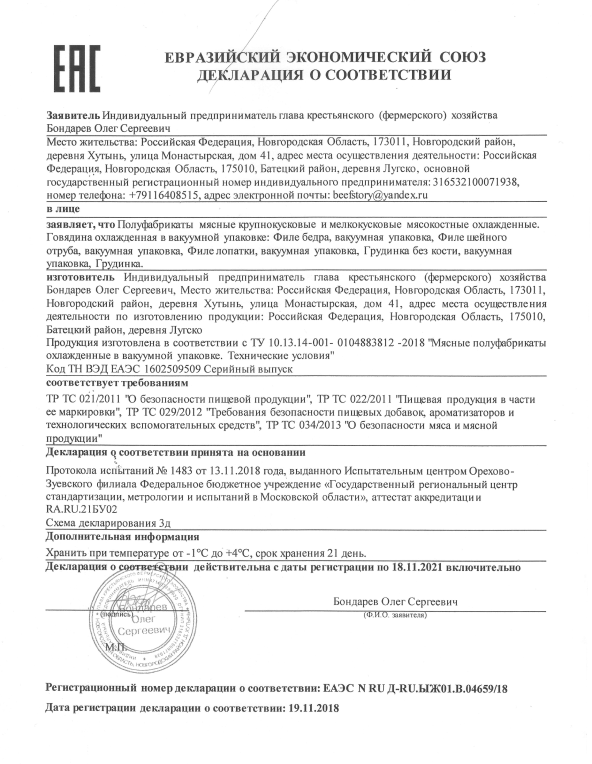 EAC
ЕВРАЗИЙСКИЙ ЭКОНОМИЧЕСКИЙ СОЮЗ
ДЕКЛАРАЦИЯ О СООТВЕТСТВИИ
Заявитель Индивидуальный предприниматель глава крестьянского (фермерского) хозяйства
Бондарев Олег Сергеевич
Место жительства: Российская Федерация, Новгородская Область, 173011, Новгородский район,
деревня Хутынь, улица Монастырская, дом 41, адрес места осуществления деятельности: Российская
Федерация, Новгородская Область, 175010, Батецкий район, деревня Лугско, основной
государственный регистрационный номер индивидуального предпринимателя: 316532100071938,
номер телефона: +79116408515, адрес электронной почты: beefstory@yandex.ru
в лице
заявляет, что Полуфабрикаты мясные крупнокусковые и мелкокусковые мясокостные охлажденные.
Говядина охлажденная в вакуумной упаковке: Филе бедра, вакуумная упаковка, Филе шейного
отруба, вакуумная упаковка, Филе лопатки, вакуумная упаковка, Грудинка без кости, вакуумная
упаковка, Грудинка.
изготовитель Индивидуальный предприниматель глава крестьянского (фермерского) хозяйства
Бондарев Олег Сергеевич, Место жительства: Российская Федерация, Новгородская Область, 173011,
Новгородский район, деревня Хутынь, улица Монастырская, дом 41, адрес места осуществления
деятельности по изготовлению продукции: Российская Федерация, Новгородская Область, 175010,
Батецкий район, деревня Лугско
Продукция изготовлена в соответствии с ТУ 10.13.14-001- 0104883812 -2018 "Мясные полуфабрикаты
охлажденные в вакуумной упаковке. Технические условия"
Код ТН ВЭД ЕАЭС 1602509509 Серийный выпуск
соответствует требованиям
ТР ТС 021/2011 "О безопасности пищевой продукции", ТР ТС 022/2011 "Пищевая продукция в части
ее маркировки", ТР ТС 029/2012 "Требования безопасности пищевых добавок, ароматизаторов и
технологических вспомогательных средств", ТР ТС 034/2013 "О безопасности мяса и мясной
продукции"
Декларация о соответствии принята на основании
Протокола испытаний № 1483 от 13.11.2018 года, выданного Испытательным центром Орехово-
Зуевского филиала Федеральное бюджетное учреждение «Государственный региональный центр
стандартизации, метрологии и испытаний в Московской области», аттестат аккредитации
RA.RU.21БУ02
Схема декларирования 3д
Дополнительная информация
Хранить при температуре от -1°С до +4°С, срок хранения 21 день.
Декларация о соответствии действительна с даты регистрации по 18.11.2021 включительно
Бондарев Олег Сергеевич
(подпись)
(Ф.И.О. заявителя)
Бондарев
Олег
Сергеевич
М.П.
Регистрационный номер декларации о соответствии: ЕАЭС N RU Д-RU.ЫЖ01.В.04659/18
Дата регистрации декларации о соответствии: 19.11.2018